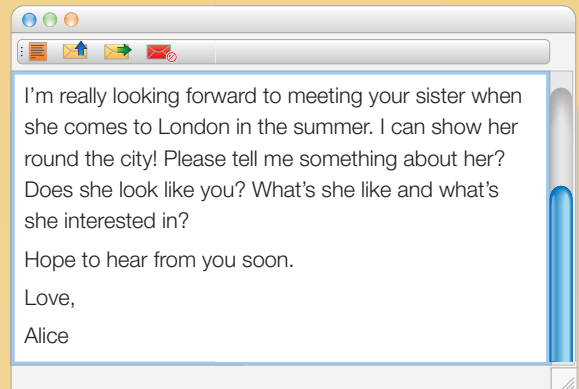 I'm really looking forward to meeting your sister when
she comes to London in the summer. I can show her
round the city! Please tell me something about her?
Does she look like you? What's she like and what's
she interested in?
Hope to hear from you soon.
Love,
Alice